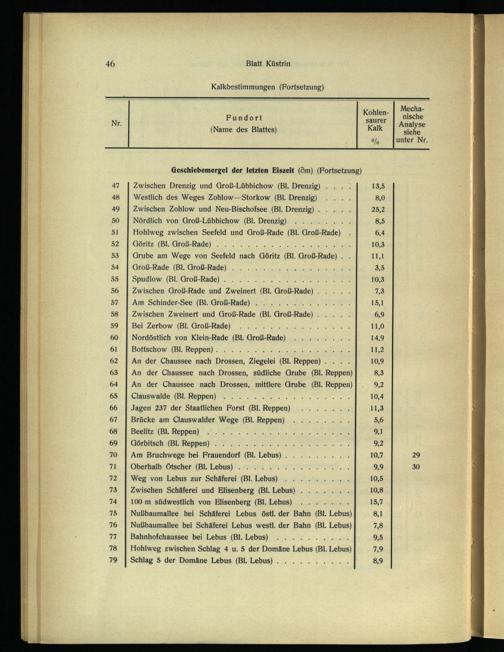 46 Blatt Küstrin
Kalkbestimmungen (Fortsetzung)
Nr. Fundort (Name des Blattes) Kohlensaurer Kalk % Mechanische Analyse siehe unter Nr.
Geschiebemergel der letzten Eiszeit (∂m) (Fortsetzung)
47 Zwischen Drenzig und Groß-Lübbichow (Bl. Drenzig) . . . . 13,5
48 Westlich des Weges Zohlow—Storkow (Bl. Drenzig) . . . . 8,0
49 Zwischen Zohlow und Neu-Bischofsee (Bl. Drenzig) . . . . . 25,2
50 Nördlich von Groß-Lübbichow (Bl. Drenzig) . . . . . . . . 8,5
51 Hohlweg zwischen Seefeld und Groß-Rade (Bl. Groß-Rade) . 6,4
52 Göritz (Bl. Groß-Rade) . . . . . . . . . . . . . . . . . 10,3
53 Grube am Wege von Seefeld nach Göritz (Bl. Groß-Rade) . . 11,1
54 Groß-Rade (Bl. Groß-Rade) . . . . . . . . . . . . . . . 3,5
55 Spudlow (Bl. Groß-Rade) . . . . . . . . . . . . . . . . 10,3
56 Zwischen Groß-Rade und Zweinert (Bl. Groß-Rade) . . . . . 7,3
57 Am Schinder-See (Bl. Groß-Rade) . . . . . . . . . . . . 15,1
58 Zwischen Zweinert und Groß-Rade (Bl. Groß-Rade) . . . . . 6,9
59 Bei Zerbow (Bl. Groß-Rade) . . . . . . . . . . . . . . 11,0
60 Nordöstlich von Klein-Rade (Bl. Groß-Rade) . . . . . . . . 14,9
61 Bottschow (Bl. Reppen) . . . . . . . . . . . . . . . . . 11,2
62 An der Chaussee nach Drossen, Ziegelei (Bl. Reppen) . . . . 10,9
63 An der Chaussee nach Drossen, südliche Grube (Bl. Reppen) 8,3
64 An der Chaussee nach Drossen, mittlere Grube (Bl. Reppen) 9,2
65 Clauswalde (Bl. Reppen) . . . . . . . . . . . . . . . . 10,4
66 Jagen 237 der Staatlichen Forst (Bl. Reppen) . . . . . . . 11,3
67 Brücke am Clauswalder Wege (Bl. Reppen) . . . . . . . . 5,6
68 Beelitz (Bl. Reppen) . . . . . . . . . . . . . . . . . . 9,1
69 Görbitsch (Bl. Reppen) . . . . . . . . . . . . . . . . . 9,2
70 Am Bruchwege bei Frauendorf (Bl. Lebus) . . . . . . . . . 10,7 29
71 Oberhalb Ötscher (Bl. Lebus) . . . . . . . . . . . . . . 9,9 30
72 Weg von Lebus zur Schäferei (Bl. Lebus) . . . . . . . . . 10,5
73 Zwischen Schäferei und Elisenberg (Bl. Lebus) . . . . . . . 10,8
74 100 m südwestlich von Elisenberg (Bl. Lebus) . . . . . . . 15,7
75 Nußbaumallee bei Schäferei Lebus östl. der Bahn (Bl. Lebus) 8,1
76 Nußbaumallee bei Schäferei Lebus westl. der Bahn (Bl. Lebus) 7,8
77 Bahnhofchaussee bei Lebus (Bl. Lebus) . . . . . . . . . . 9,5
78 Hohlweg zwischen Schlag 4 u. 5 der Domäne Lebus (Bl. Lebus) 7,9
79 Schlag 5 der Domäne Lebus (Bl. Lebus) . . . . . . . . . . 8,9